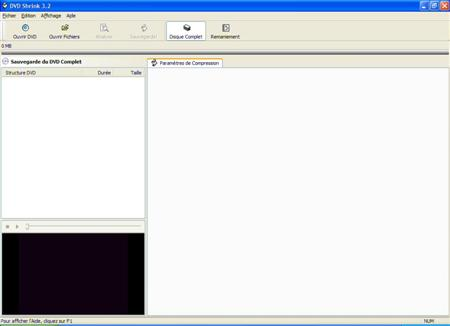 DVD Shrink 3.2
Fichier Edition Affichage Aide
Ouvrir DVD Ouvrir Fichiers Analyse Sauvegarde! Disque Complet Remaniement
0 MB
Sauvegarde du DVD Complet
Paramètres de Compression
Structure DVD Durée Taille
Pour afficher l'Aide, cliquez sur F1
NUM